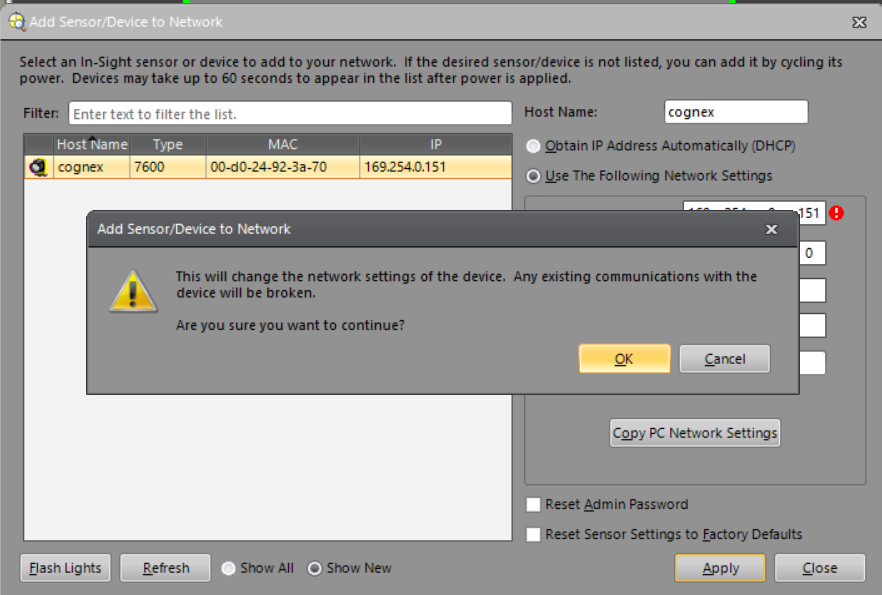 Add Sensor/Device to Network
Select an In-Sight sensor or device to add to your network. If the desired sensor/device is not listed, you can add it by cycling its
power. Devices may take up to 60 seconds to appear in the list after power is applied.
Filter: Enter text to filter the list.
Host Name Type MAC IP
cognex 7600 00-d0-24-92-3a-70 169.254.0.151
Host Name: cognex
Obtain IP Address Automatically (DHCP)
Use The Following Network Settings
151
0
Add Sensor/Device to Network
This will change the network settings of the device. Any existing communications with the
device will be broken.
Are you sure you want to continue?
OK Cancel
Copy PC Network Settings
Reset Admin Password
Reset Sensor Settings to Factory Defaults
Flash Lights Refresh Show All Show New Apply Close